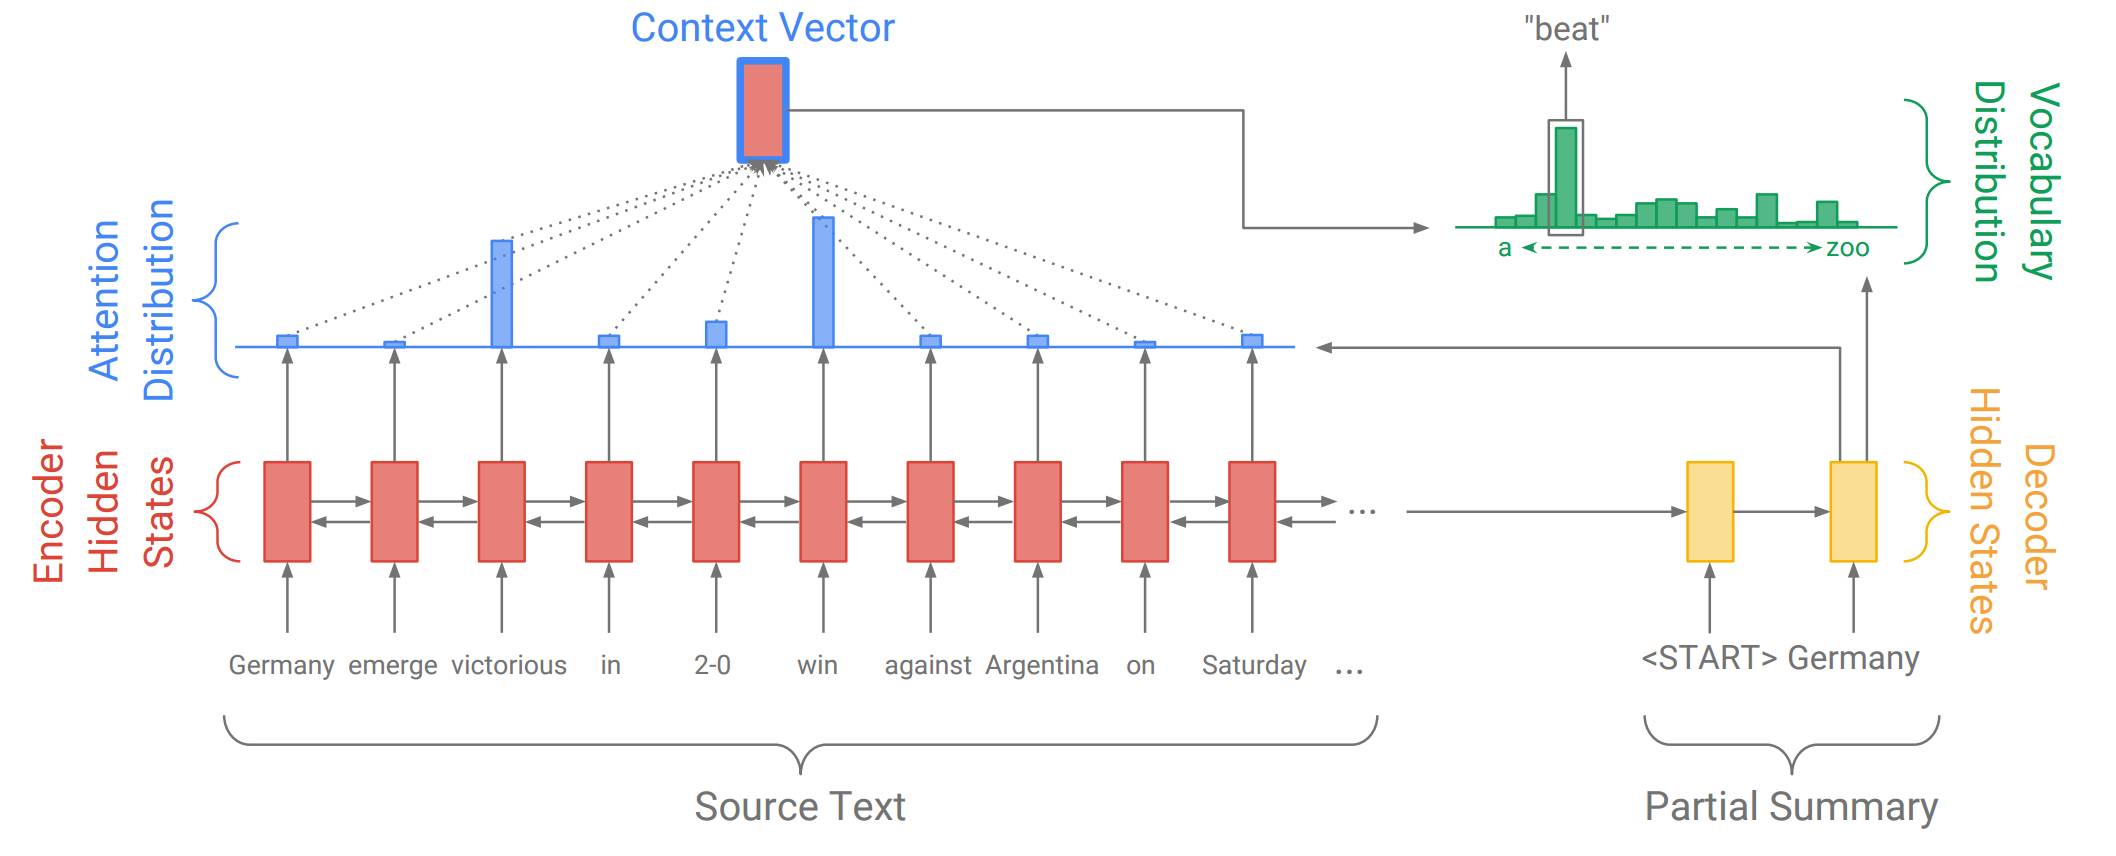 Context Vector
"beat"
Attention
Distribution
a
zoo
Vocabulary
Distribution
Encoder
Hidden
States
...
Decoder
Hidden States
Germany emerge victorious in 2-0 win against Argentina on Saturday ...
<START> Germany
Source Text
Partial Summary